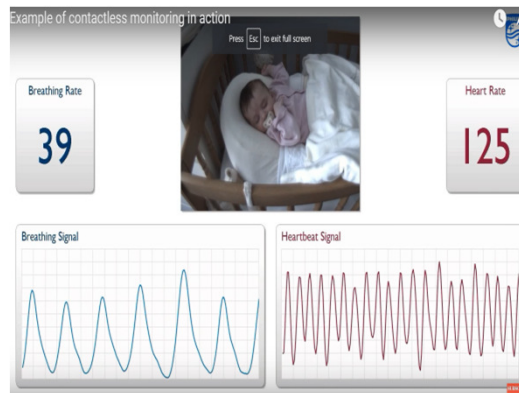 Example of contactless monitoring in action
Press Esc to exit full screen
Breathing Rate
39
Heart Rate
125
Breathing Signal
Heartbeat Signal